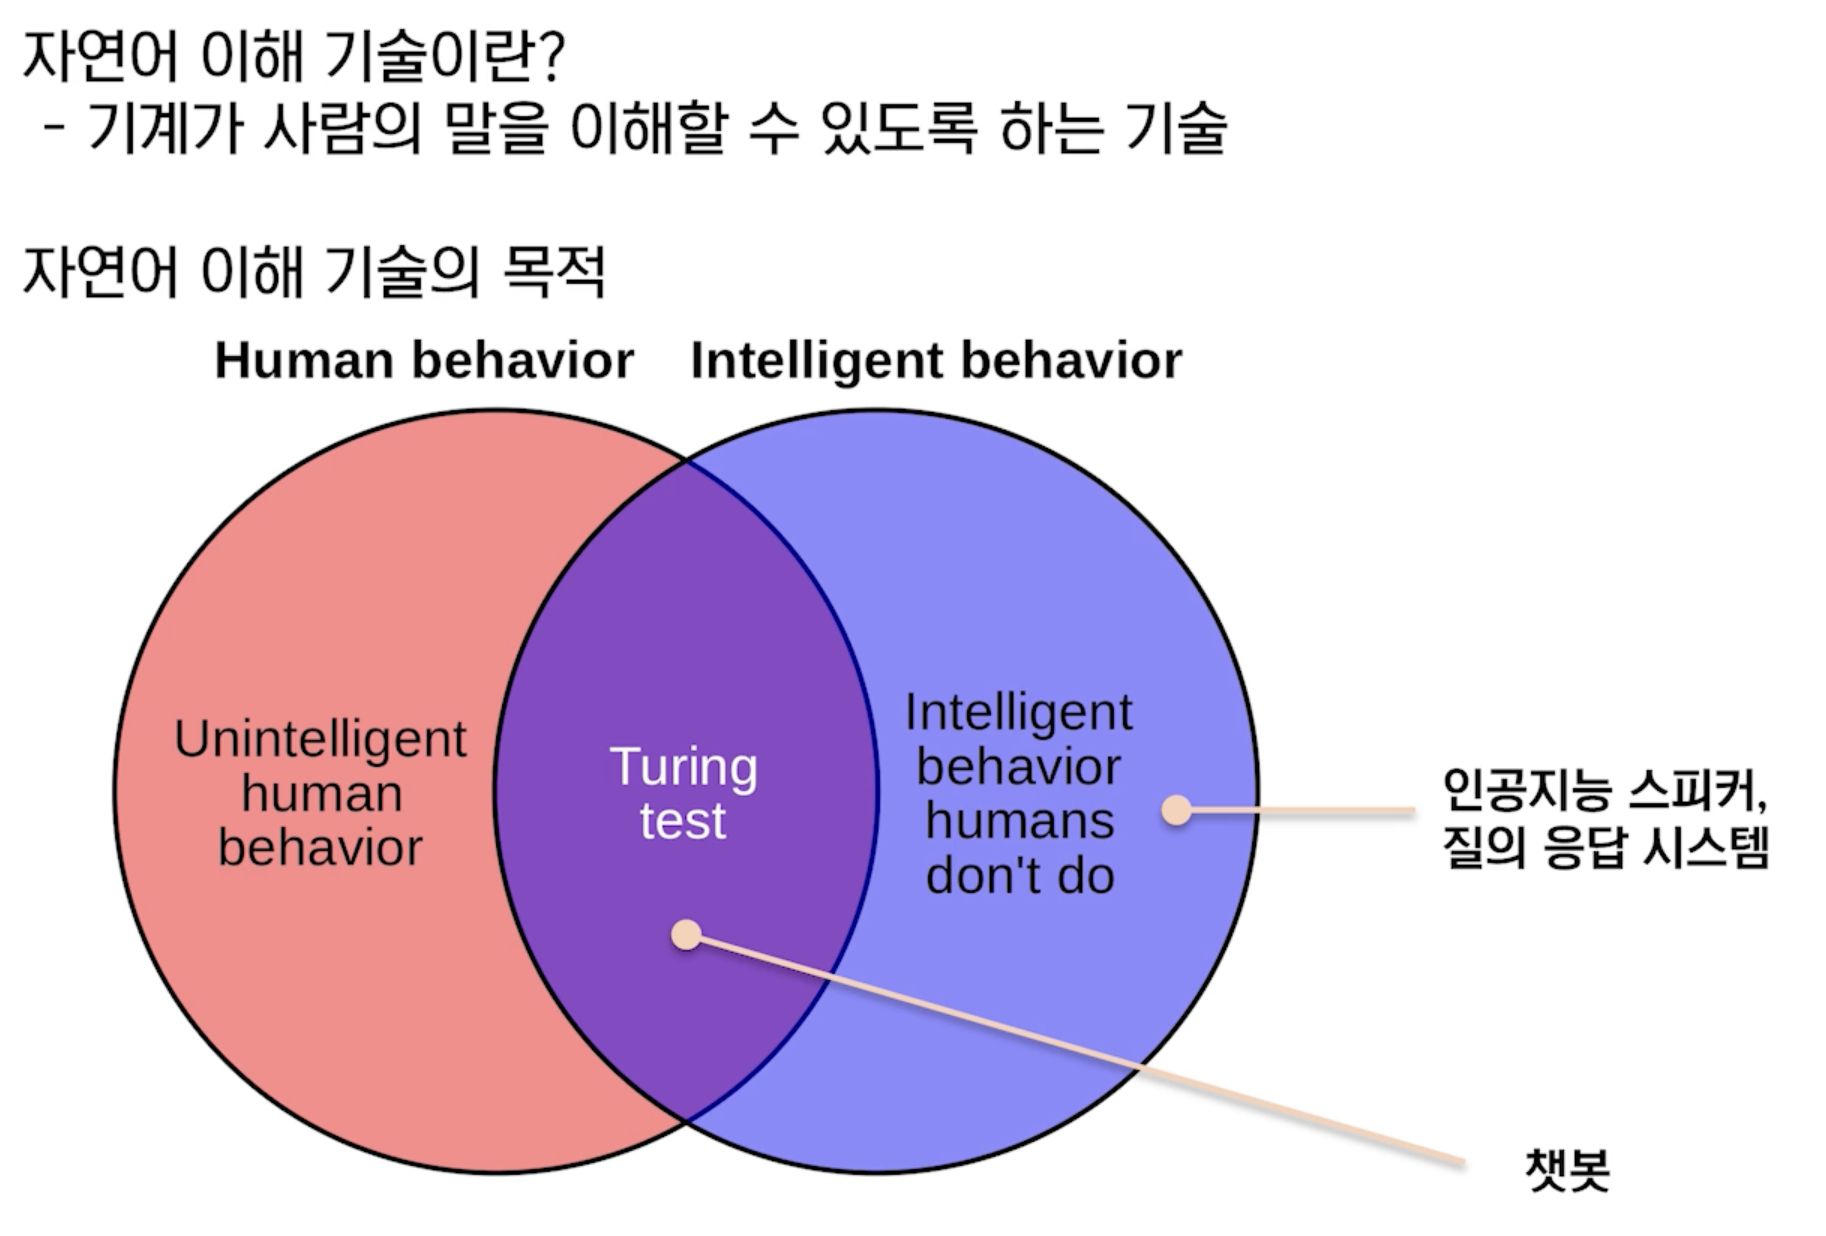 자연어 이해 기술이란?
- 기계가 사람의 말을 이해할 수 있도록 하는 기술
자연어 이해 기술의 목적
Human behavior
Intelligent behavior
Unintelligent
human
behavior
Turing
test
Intelligent
behavior
humans
don't do
인공지능 스피커,
질의 응답 시스템
챗봇